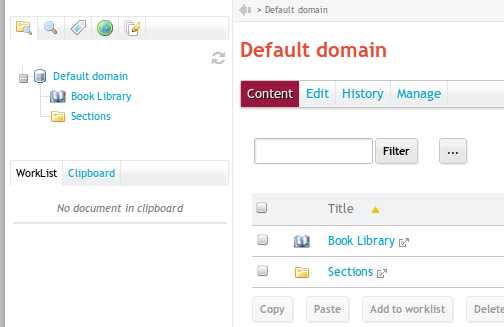 Default domain
Book Library
Sections
WorkList Clipboard
No document in clipboard
> Default domain
Default domain
Content Edit History Manage
Filter ...
Title
Book Library
Sections
Copy Paste Add to worklist Delete